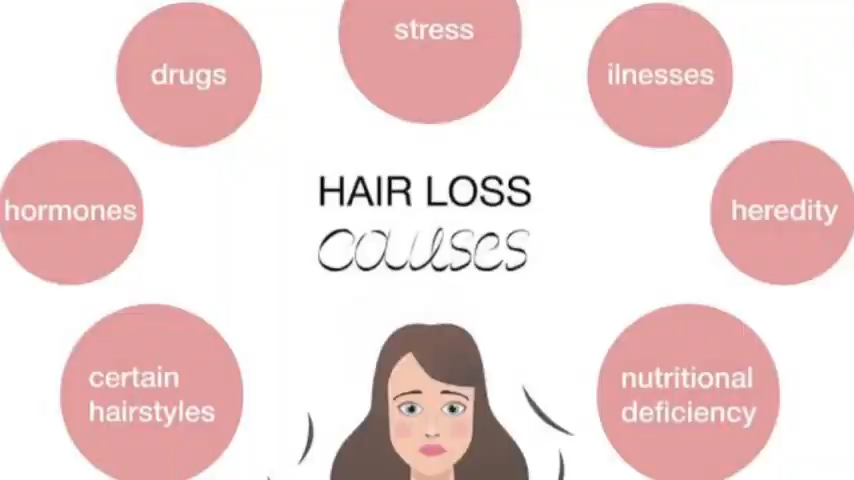 stress
drugs
ilnesses
HAIR LOSS
causes
hormones
heredity
certain
hairstyles
nutritional
deficiency